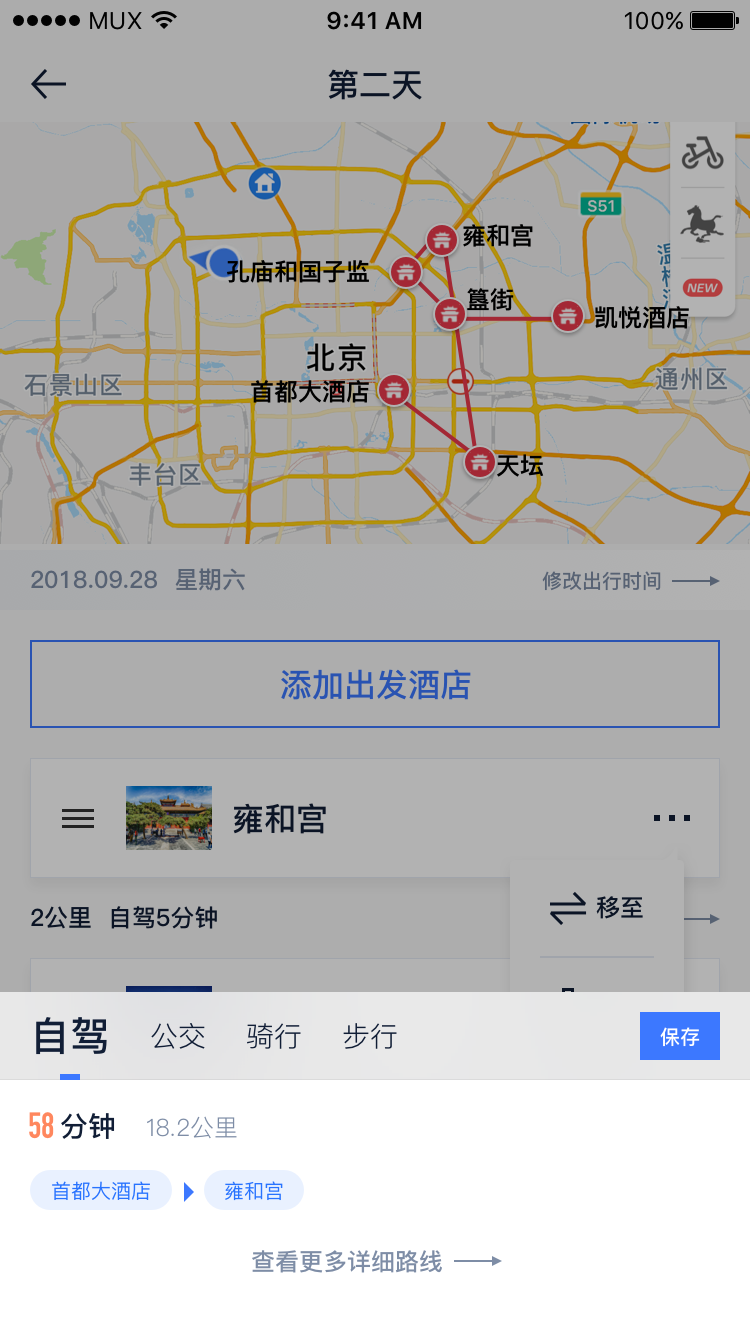 MUX 9:41 AM 100%
第二天
S51
雍和宫
孔庙和国子监
NEW
簋街
凯悦酒店
北京
石景山区
首都大酒店
通州区
天坛
丰台区
2018.09.28 星期六 修改出行时间
添加出发酒店
雍和宫
移至
2公里 自驾5分钟
自驾 公交 骑行 步行 保存
58 分钟 18.2公里
首都大酒店 雍和宫
查看更多详细路线